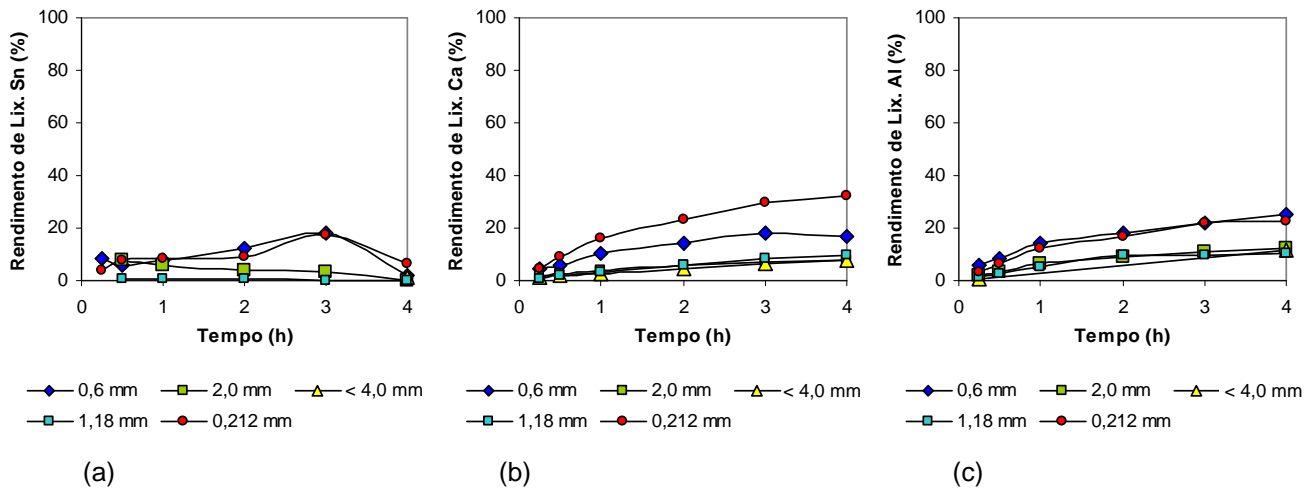 Rendimento de Lix. Sn (%)
100
80
60
40
20
0
0 1 2 3 4
Tempo (h)
0,6 mm 2,0 mm < 4,0 mm
1,18 mm 0,212 mm
(a)
Rendimento de Lix. Ca (%)
100
80
60
40
20
0
0 1 2 3 4
Tempo (h)
0,6 mm 2,0 mm < 4,0 mm
1,18 mm 0,212 mm
(b)
Rendimento de Lix. Al (%)
100
80
60
40
20
0
0 1 2 3 4
Tempo (h)
0,6 mm 2,0 mm < 4,0 mm
1,18 mm 0,212 mm
(c)